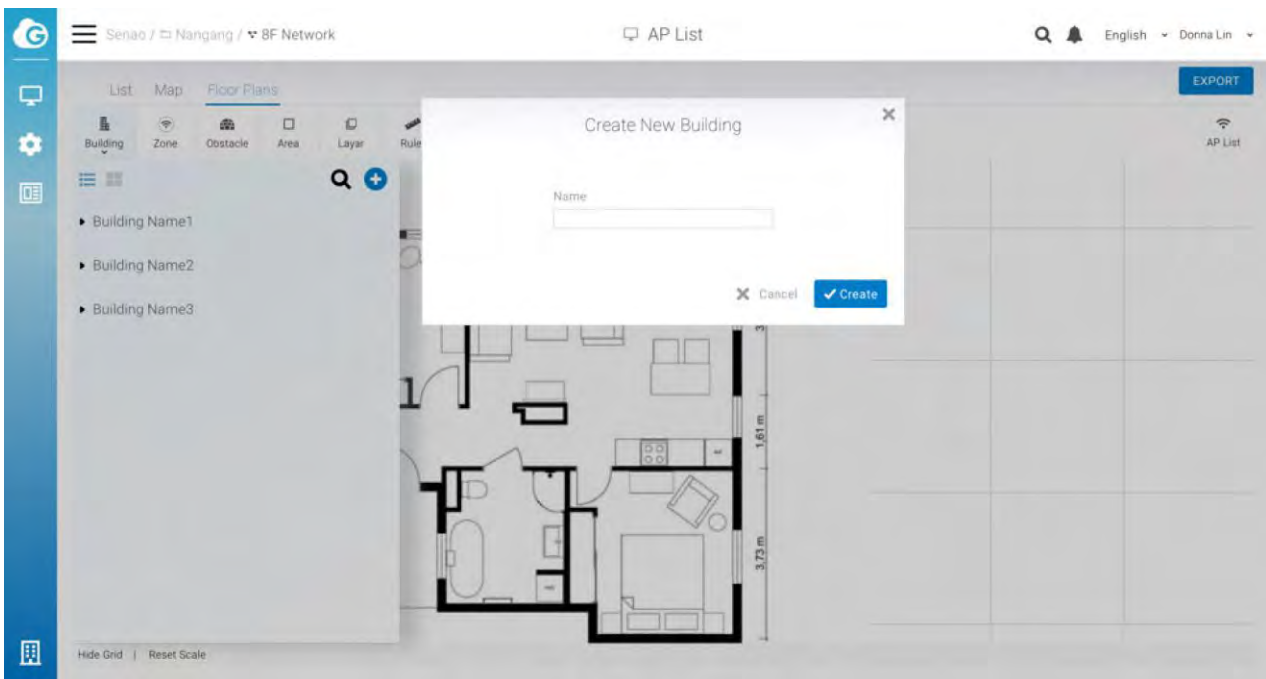 Senao / Nangang / 8F Network
AP List
English
Donna Lin
List
Map
Floor Plans
EXPORT
Building
Zone
Obstacle
Area
Layar
Rule
AP List
Create New Building
Name
Cancel
Create
Building Name1
Building Name2
Building Name3
1,61 m
3,73 m
Hide Grid | Reset Scale